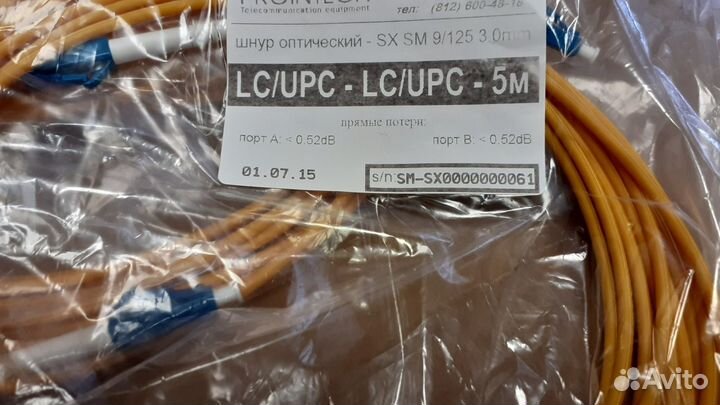 Telecommunication equipment
тел: (812) 600-48-18
шнур оптический - SX SM 9/125 3.0mm
LC/UPC - LC/UPC - 5м
прямые потери:
порт A: < 0.52dB порт B: < 0.52dB
01.07.15 s/n: SM-SX0000000061
Avito